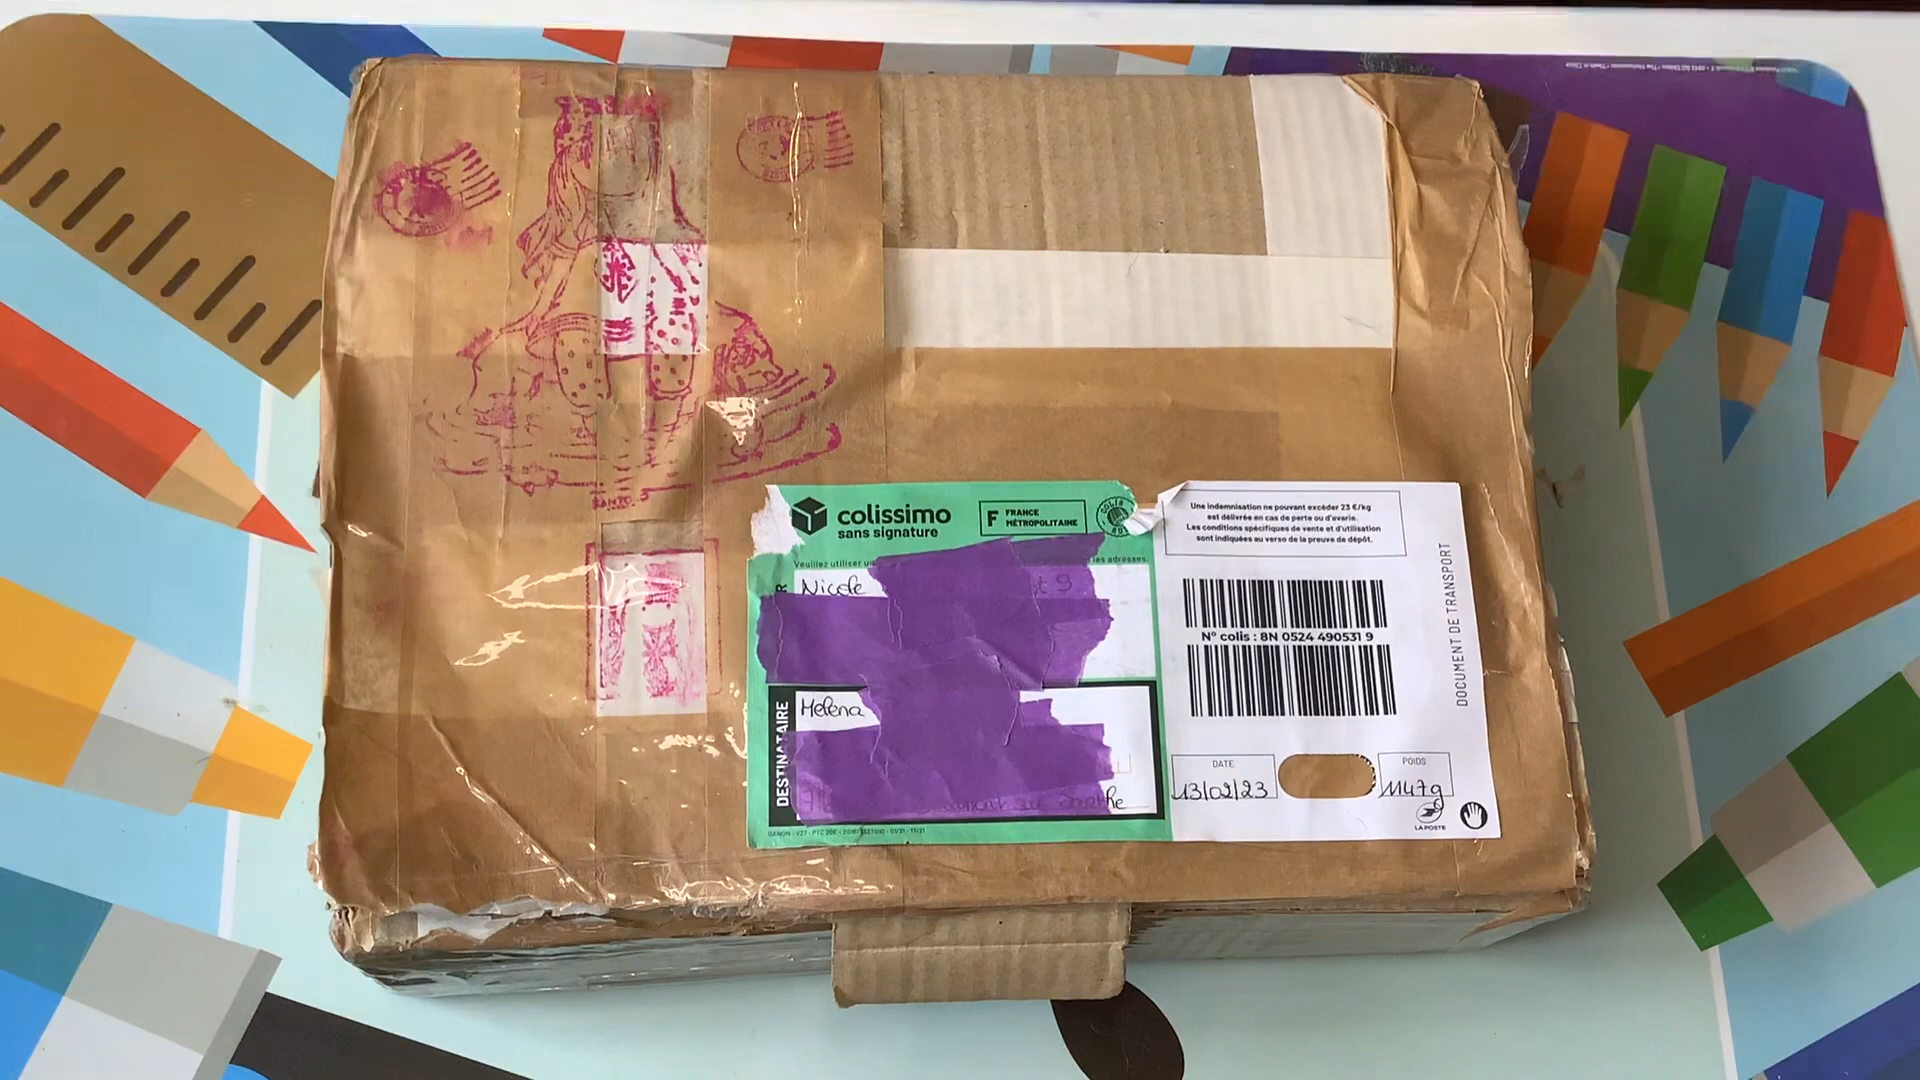 colissimo
sans signature
F FRANCE
MÉTROPOLITAINE
Veuillez utiliser
les adresses.
Nicole
DESTINATAIRE
Helena
Une indemnisation ne pouvant excéder 23 €/kg
est délivrée en cas de perte ou d'avarie.
Les conditions spécifiques de vente et d'utilisation
sont indiquées au verso de la preuve de dépôt.
N° colis : 8N 0524 490531 9
DOCUMENT DE TRANSPORT
DATE
13/02/23
POIDS
1147g
LA POSTE